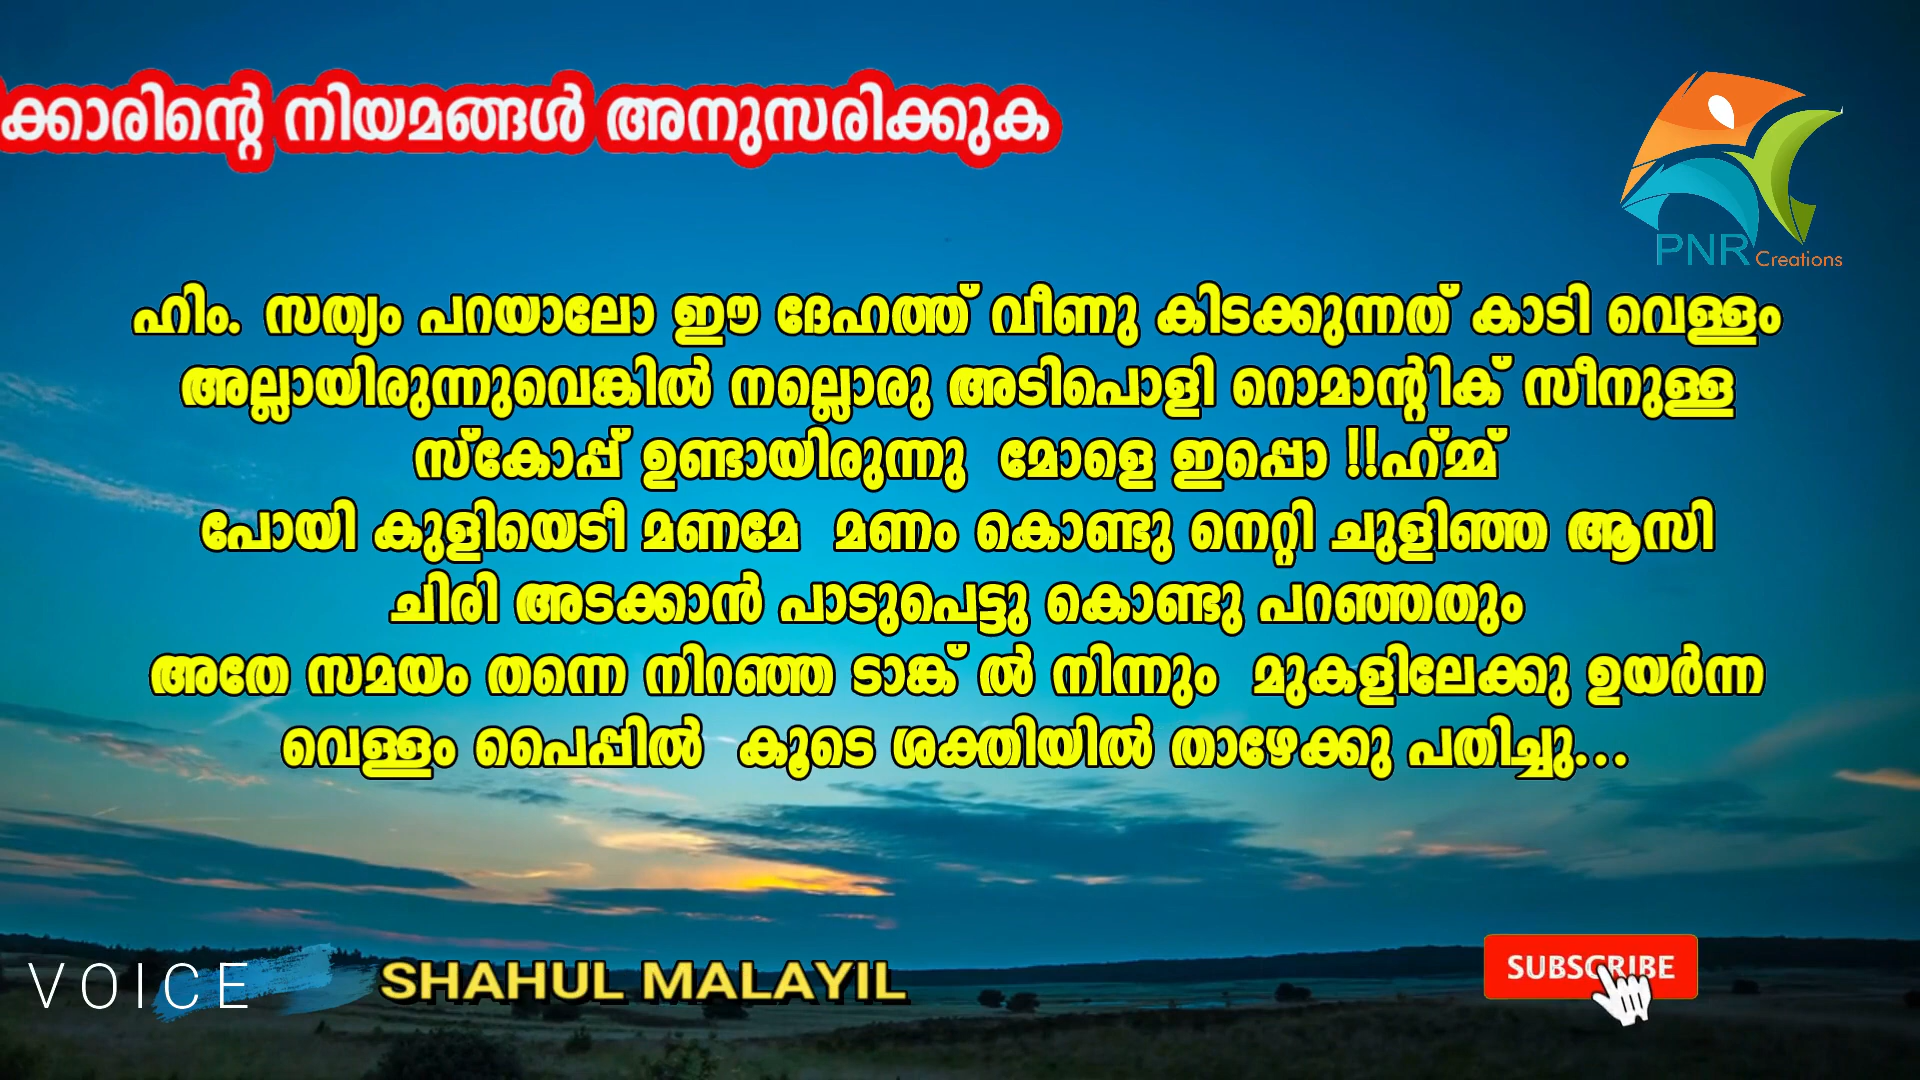 ക്കാരിന്റെ നിയമങ്ങൾ അനുസരിക്കുക
PNR Creations
ഹിം. സത്യം പറയാലോ ഈ ദേഹത്ത് വീണു കിടക്കുന്നത് കാടി വെള്ളം
അല്ലായിരുന്നുവെങ്കിൽ നല്ലൊരു അടിപൊളി റൊമാന്റിക് സീനുള്ള
സ്കോപ്പ് ഉണ്ടായിരുന്നു മോളെ ഇപ്പൊ !!ഹ്മ്മ്
പോയി കുളിയെടീ മണമേ മണം കൊണ്ടു നെറ്റി ചുളിഞ്ഞ ആസി
ചിരി അടക്കാൻ പാടുപെട്ടു കൊണ്ടു പറഞ്ഞതും
അതേ സമയം തന്നെ നിറഞ്ഞ ടാങ്ക് ൽ നിന്നും മുകളിലേക്കു ഉയർന്ന
വെള്ളം പൈപ്പിൽ കൂടെ ശക്തിയിൽ താഴേക്കു പതിച്ചു...
VOICE SHAHUL MALAYIL
SUBSCRIBE